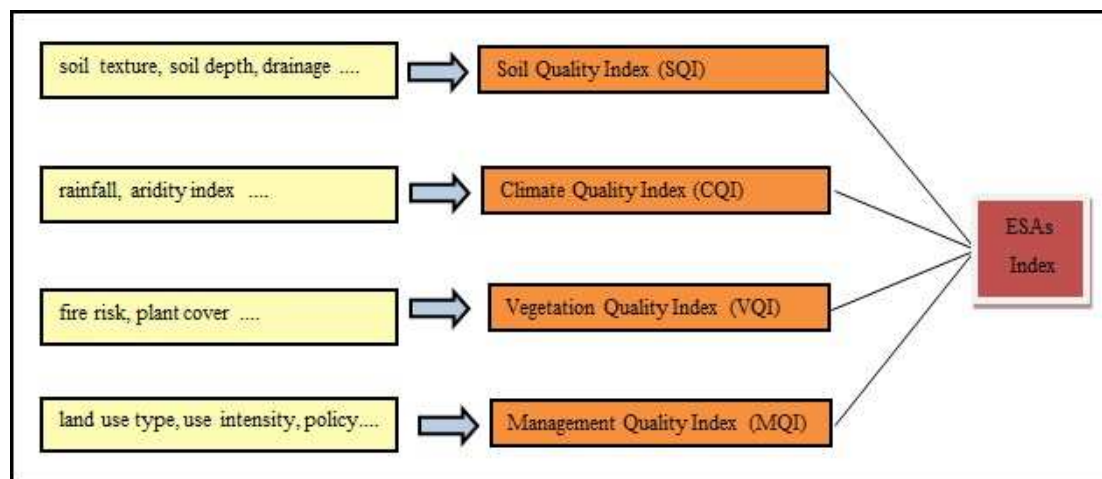 soil texture, soil depth, drainage ....
Soil Quality Index (SQI)
rainfall, aridity index ....
Climate Quality Index (CQI)
ESAs
Index
fire risk, plant cover ....
Vegetation Quality Index (VQI)
land use type, use intensity, policy....
Management Quality Index (MQI)